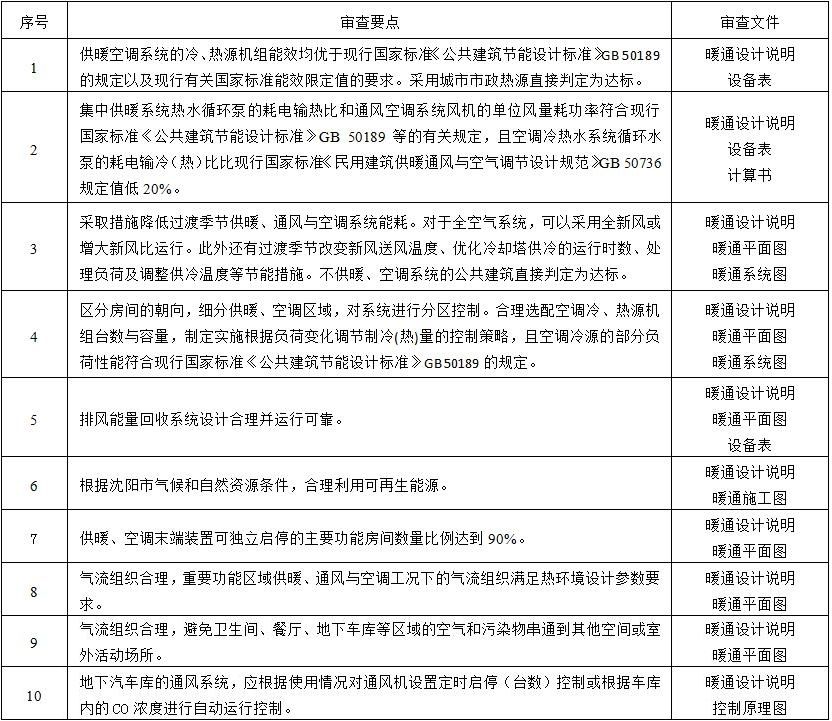 序号 审查要点 审查文件
1 供暖空调系统的冷、热源机组能效均优于现行国家标准《公共建筑节能设计标准》GB 50189 暖通设计说明
的规定以及现行有关国家标准能效限定值的要求。采用城市市政热源直接判定为达标。 设备表
2 集中供暖系统热水循环泵的耗电输热比和通风空调系统风机的单位风量耗功率符合现行
国家标准《公共建筑节能设计标准》GB 50189 等的有关规定，且空调冷热水系统循环水
泵的耗电输冷（热）比比现行国家标准《民用建筑供暖通风与空气调节设计规范》GB 50736
规定值低 20%。
暖通设计说明
设备表
计算书
3 采取措施降低过渡季节供暖、通风与空调系统能耗。对于全空气系统，可以采用全新风或 暖通设计说明
增大新风比运行。此外还有过渡季节改变新风送风温度、优化冷却塔供冷的运行时数、处 暖通平面图
理负荷及调整供冷温度等节能措施。不供暖、空调系统的公共建筑直接判定为达标。 暖通系统图
4 区分房间的朝向，细分供暖、空调区域，对系统进行分区控制。合理选配空调冷、热源机 暖通设计说明
组台数与容量，制定实施根据负荷变化调节制冷(热)量的控制策略，且空调冷源的部分负 暖通平面图
荷性能符合现行国家标准《公共建筑节能设计标准》GB50189 的规定。 暖通系统图
5 排风能量回收系统设计合理并运行可靠。
暖通设计说明
暖通平面图
设备表
6 根据沈阳市气候和自然资源条件，合理利用可再生能源。
暖通设计说明
暖通施工图
7 供暖、空调末端装置可独立启停的主要功能房间数量比例达到 90%。
暖通设计说明
暖通平面图
8 气流组织合理，重要功能区域供暖、通风与空调工况下的气流组织满足热环境设计参数要 暖通设计说明
求。 暖通平面图
9 气流组织合理，避免卫生间、餐厅、地下车库等区域的空气和污染物串通到其他空间或室 暖通设计说明
外活动场所。 暖通平面图
10 地下汽车库的通风系统，应根据使用情况对通风机设置定时启停（台数）控制或根据车库 暖通设计说明
内的 CO 浓度进行自动运行控制。 控制原理图